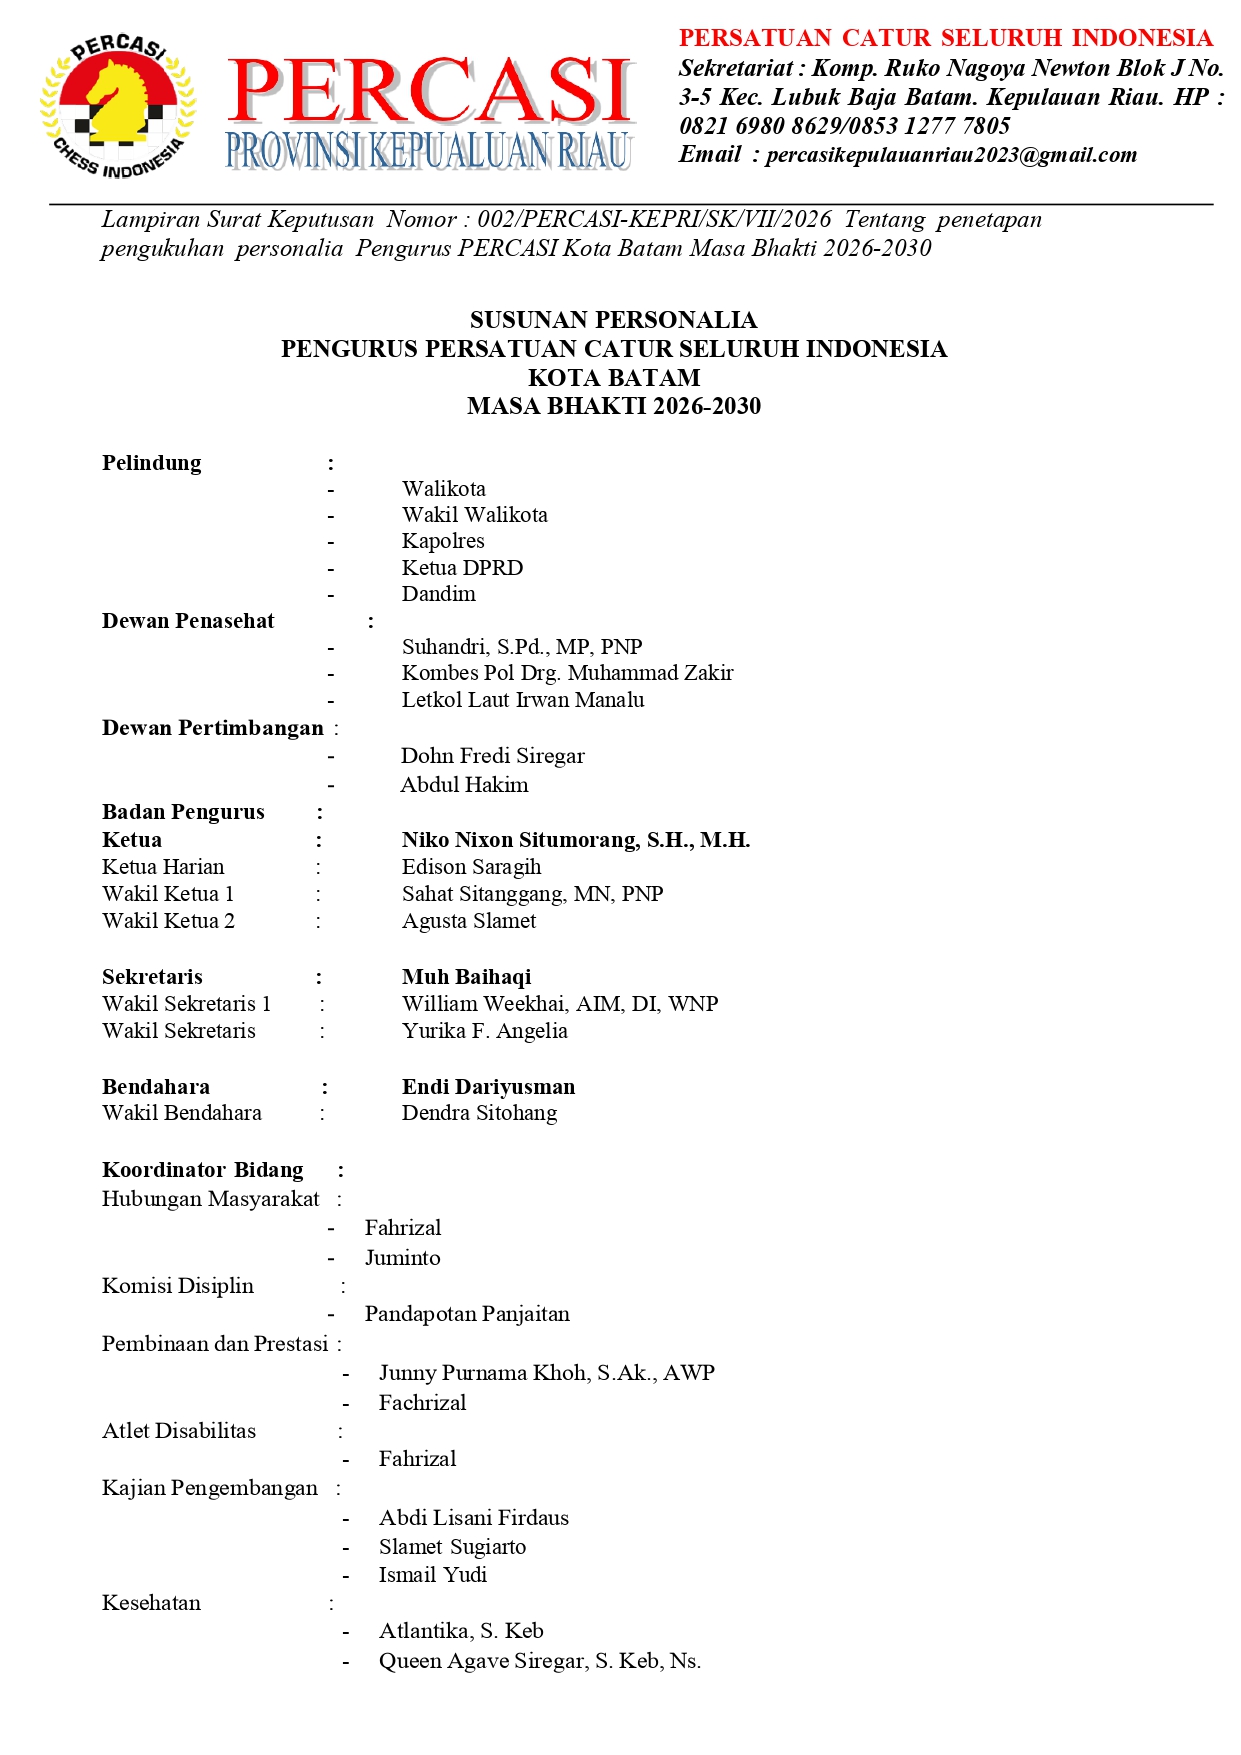 PERCASI
CHESS INDONESIA
PERCASI
PROVINSI KEPUALUAN RIAU
PERSATUAN CATUR SELURUH INDONESIA
Sekretariat : Komp. Ruko Nagoya Newton Blok J No.
3-5 Kec. Lubuk Baja Batam. Kepulauan Riau. HP :
0821 6980 8629/0853 1277 7805
Email : percasikepulauanriau2023@gmail.com
Lampiran Surat Keputusan Nomor : 002/PERCASI-KEPRI/SK/VII/2026 Tentang penetapan
pengukuhan personalia Pengurus PERCASI Kota Batam Masa Bhakti 2026-2030
SUSUNAN PERSONALIA
PENGURUS PERSATUAN CATUR SELURUH INDONESIA
KOTA BATAM
MASA BHAKTI 2026-2030
Pelindung :
- Walikota
- Wakil Walikota
- Kapolres
- Ketua DPRD
- Dandim
Dewan Penasehat :
- Suhandri, S.Pd., MP, PNP
- Kombes Pol Drg. Muhammad Zakir
- Letkol Laut Irwan Manalu
Dewan Pertimbangan :
- Dohn Fredi Siregar
- Abdul Hakim
Badan Pengurus :
Ketua : Niko Nixon Situmorang, S.H., M.H.
Ketua Harian : Edison Saragih
Wakil Ketua 1 : Sahat Sitanggang, MN, PNP
Wakil Ketua 2 : Agusta Slamet
Sekretaris : Muh Baihaqi
Wakil Sekretaris 1 : William Weekhai, AIM, DI, WNP
Wakil Sekretaris : Yurika F. Angelia
Bendahara : Endi Dariyusman
Wakil Bendahara : Dendra Sitohang
Koordinator Bidang :
Hubungan Masyarakat :
- Fahrizal
- Juminto
Komisi Disiplin :
- Pandapotan Panjaitan
Pembinaan dan Prestasi :
- Junny Purnama Khoh, S.Ak., AWP
- Fachrizal
Atlet Disabilitas :
- Fahrizal
Kajian Pengembangan :
- Abdi Lisani Firdaus
- Slamet Sugiarto
- Ismail Yudi
Kesehatan :
- Atlantika, S. Keb
- Queen Agave Siregar, S. Keb, Ns.